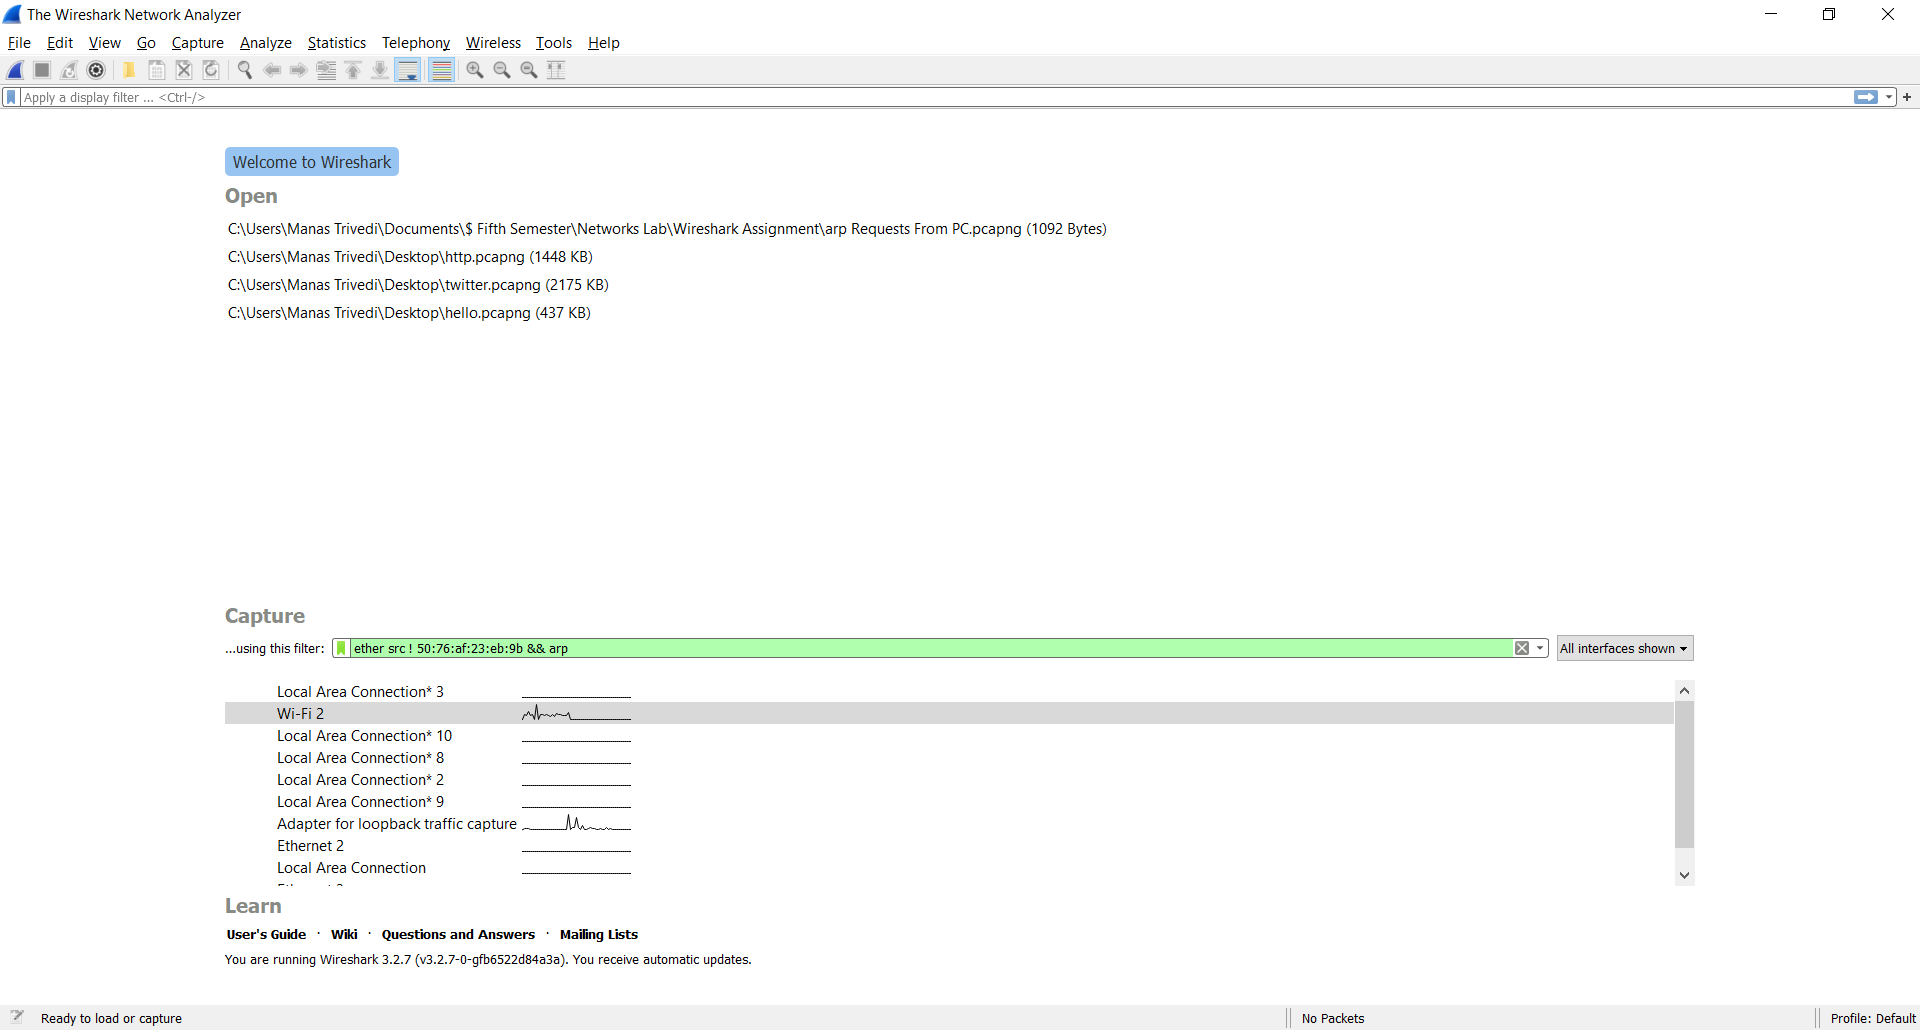 The Wireshark Network Analyzer
File Edit View Go Capture Analyze Statistics Telephony Wireless Tools Help
Apply a display filter ... <Ctrl-/>
Welcome to Wireshark
Open
C:\Users\Manas Trivedi\Documents\$ Fifth Semester\Networks Lab\Wireshark Assignment\arp Requests From PC.pcapng (1092 Bytes)
C:\Users\Manas Trivedi\Desktop\http.pcapng (1448 KB)
C:\Users\Manas Trivedi\Desktop\twitter.pcapng (2175 KB)
C:\Users\Manas Trivedi\Desktop\hello.pcapng (437 KB)
Capture
...using this filter: ether src ! 50:76:af:23:eb:9b && arp All interfaces shown
Local Area Connection* 3
Wi-Fi 2
Local Area Connection* 10
Local Area Connection* 8
Local Area Connection* 2
Local Area Connection* 9
Adapter for loopback traffic capture
Ethernet 2
Local Area Connection
Learn
User's Guide · Wiki · Questions and Answers · Mailing Lists
You are running Wireshark 3.2.7 (v3.2.7-0-gfb6522d84a3a). You receive automatic updates.
Ready to load or capture No Packets Profile: Default